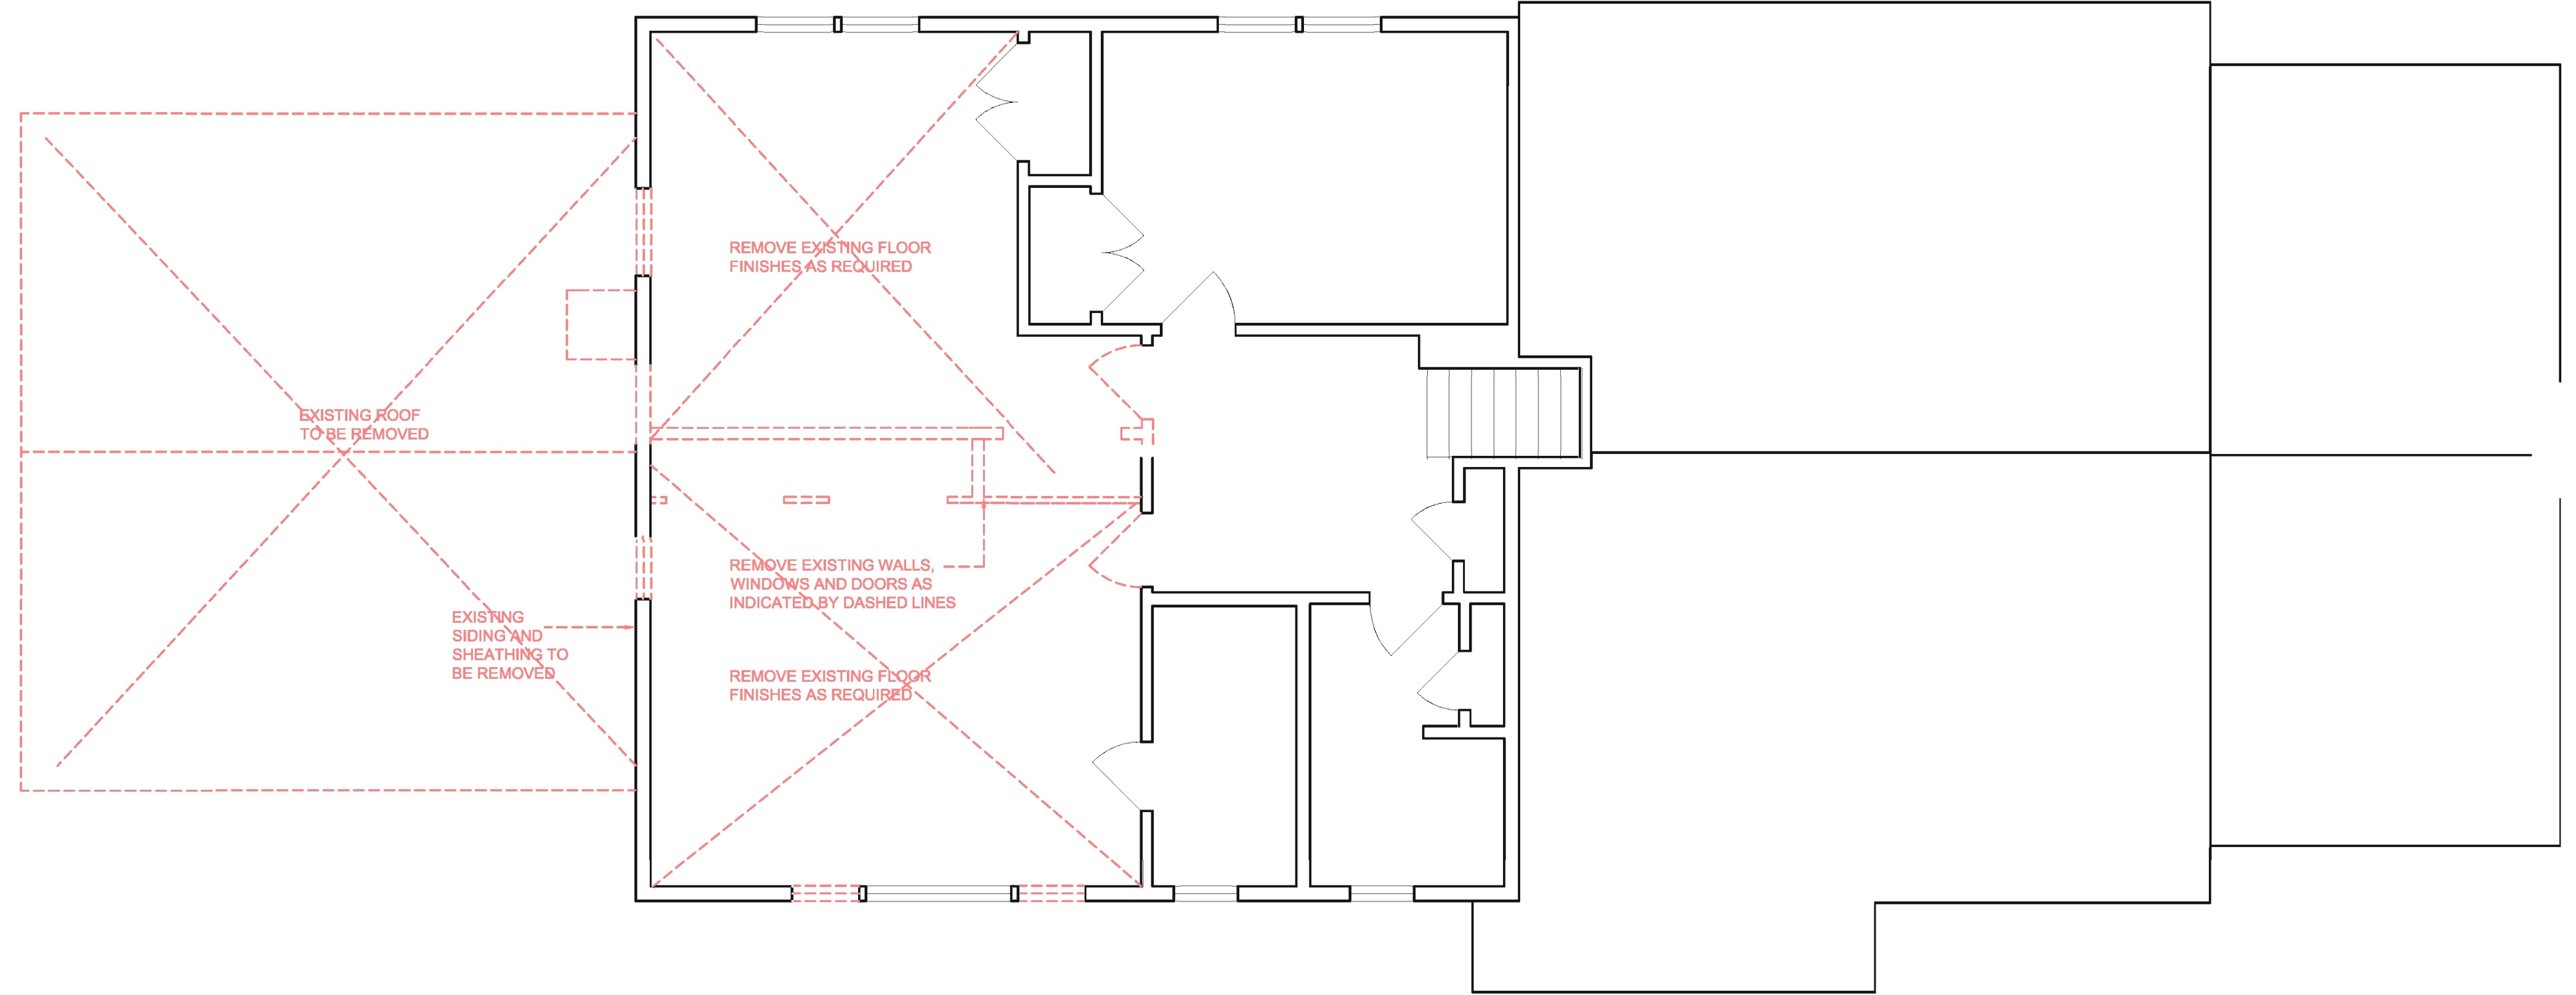 REMOVE EXISTING FLOOR
FINISHES AS REQUIRED
EXISTING ROOF
TO BE REMOVED
REMOVE EXISTING WALLS,
WINDOWS AND DOORS AS
INDICATED BY DASHED LINES
EXISTING
SIDING AND
SHEATHING TO
BE REMOVED
REMOVE EXISTING FLOOR
FINISHES AS REQUIRED